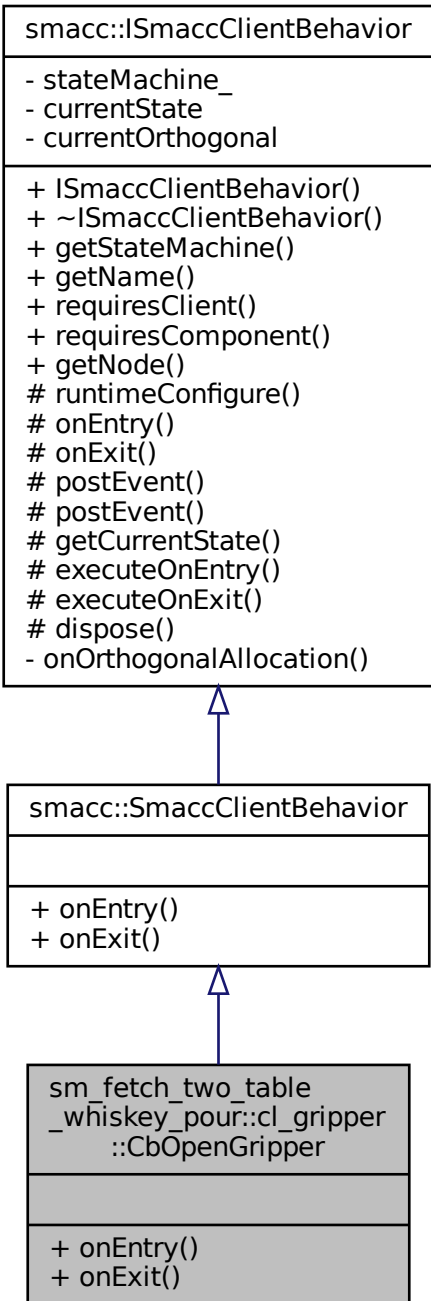 smacc::ISmaccClientBehavior
- stateMachine_
- currentState
- currentOrthogonal
+ ISmaccClientBehavior()
+ ~ISmaccClientBehavior()
+ getStateMachine()
+ getName()
+ requiresClient()
+ requiresComponent()
+ getNode()
# runtimeConfigure()
# onEntry()
# onExit()
# postEvent()
# postEvent()
# getCurrentState()
# executeOnEntry()
# executeOnExit()
# dispose()
- onOrthogonalAllocation()
smacc::SmaccClientBehavior
+ onEntry()
+ onExit()
sm_fetch_two_table
_whiskey_pour::cl_gripper
::CbOpenGripper
+ onEntry()
+ onExit()